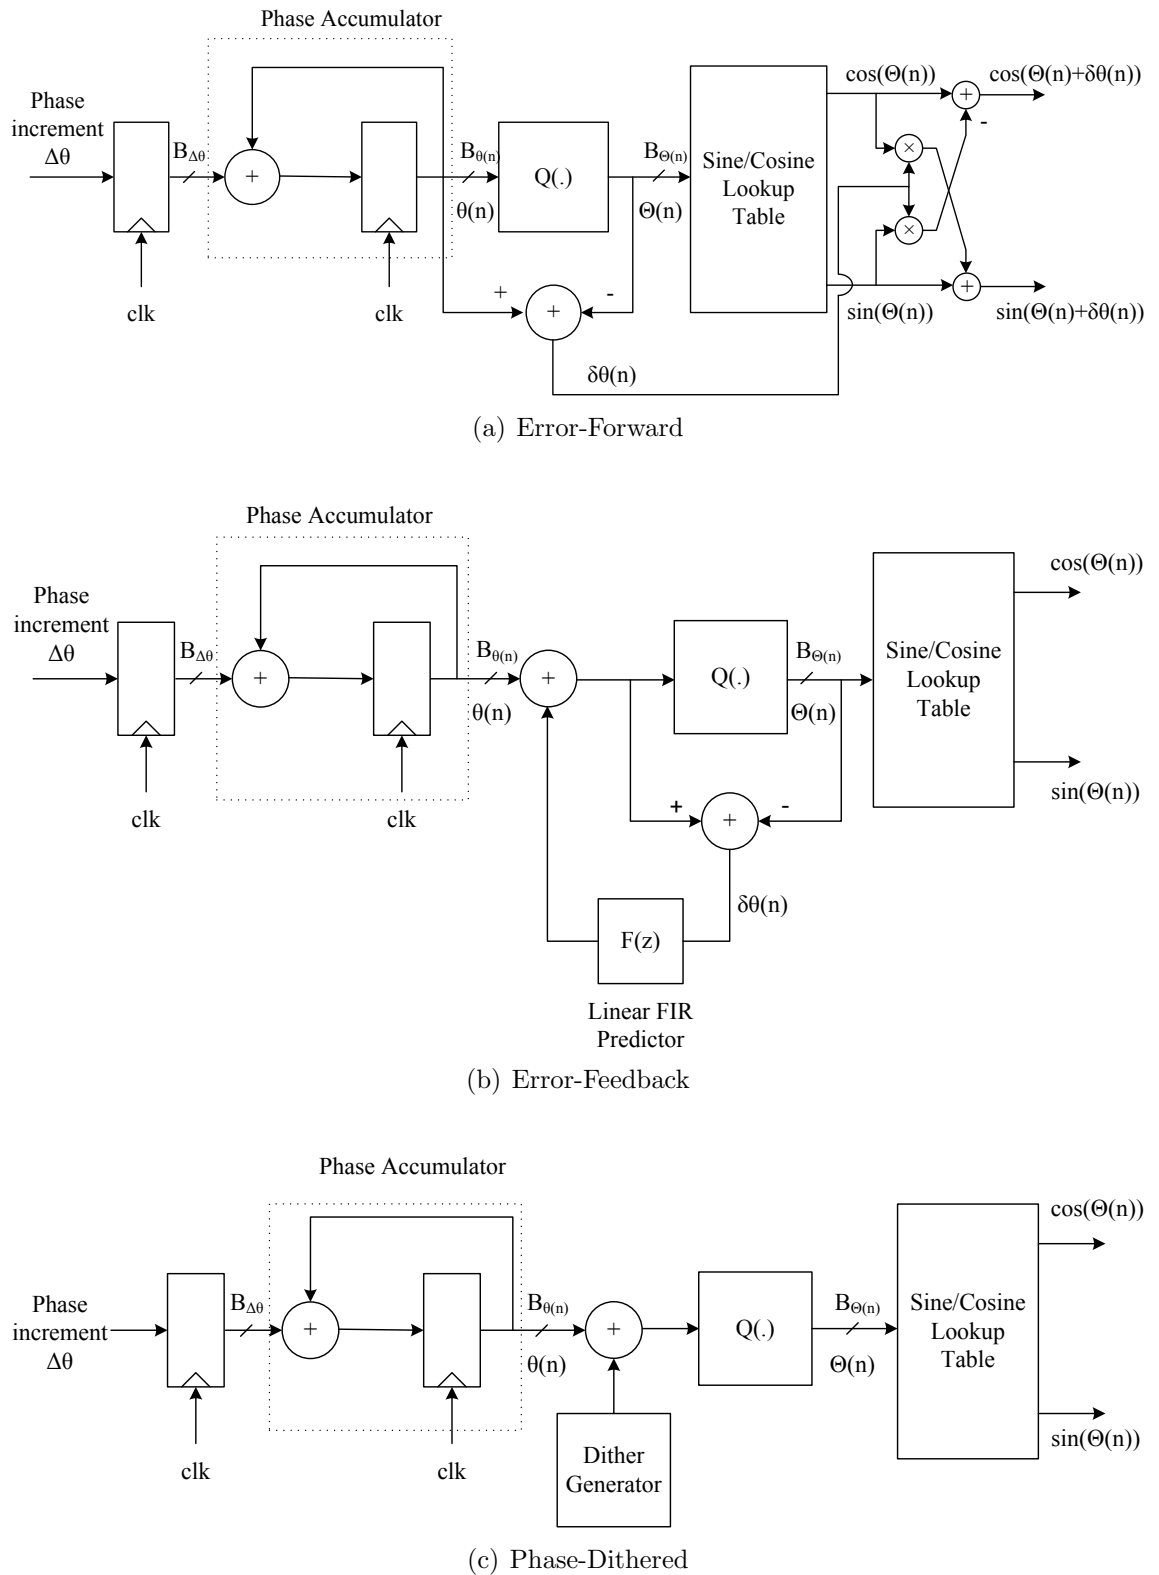 Phase Accumulator
Phase
increment
Δθ
B_Δθ
+
clk
clk
B_θ(n)
θ(n)
Q(.)
B_Θ(n)
Θ(n)
+
-
+
δθ(n)
Sine/Cosine
Lookup
Table
cos(Θ(n))
sin(Θ(n))
×
×
+
-
+
cos(Θ(n)+δθ(n))
sin(Θ(n)+δθ(n))
(a) Error-Forward
Phase Accumulator
Phase
increment
Δθ
B_Δθ
+
clk
clk
B_θ(n)
θ(n)
+
Q(.)
B_Θ(n)
Θ(n)
+
-
+
δθ(n)
F(z)
Linear FIR
Predictor
Sine/Cosine
Lookup
Table
cos(Θ(n))
sin(Θ(n))
(b) Error-Feedback
Phase Accumulator
Phase
increment
Δθ
B_Δθ
+
clk
clk
B_θ(n)
θ(n)
+
Dither
Generator
Q(.)
B_Θ(n)
Θ(n)
Sine/Cosine
Lookup
Table
cos(Θ(n))
sin(Θ(n))
(c) Phase-Dithered